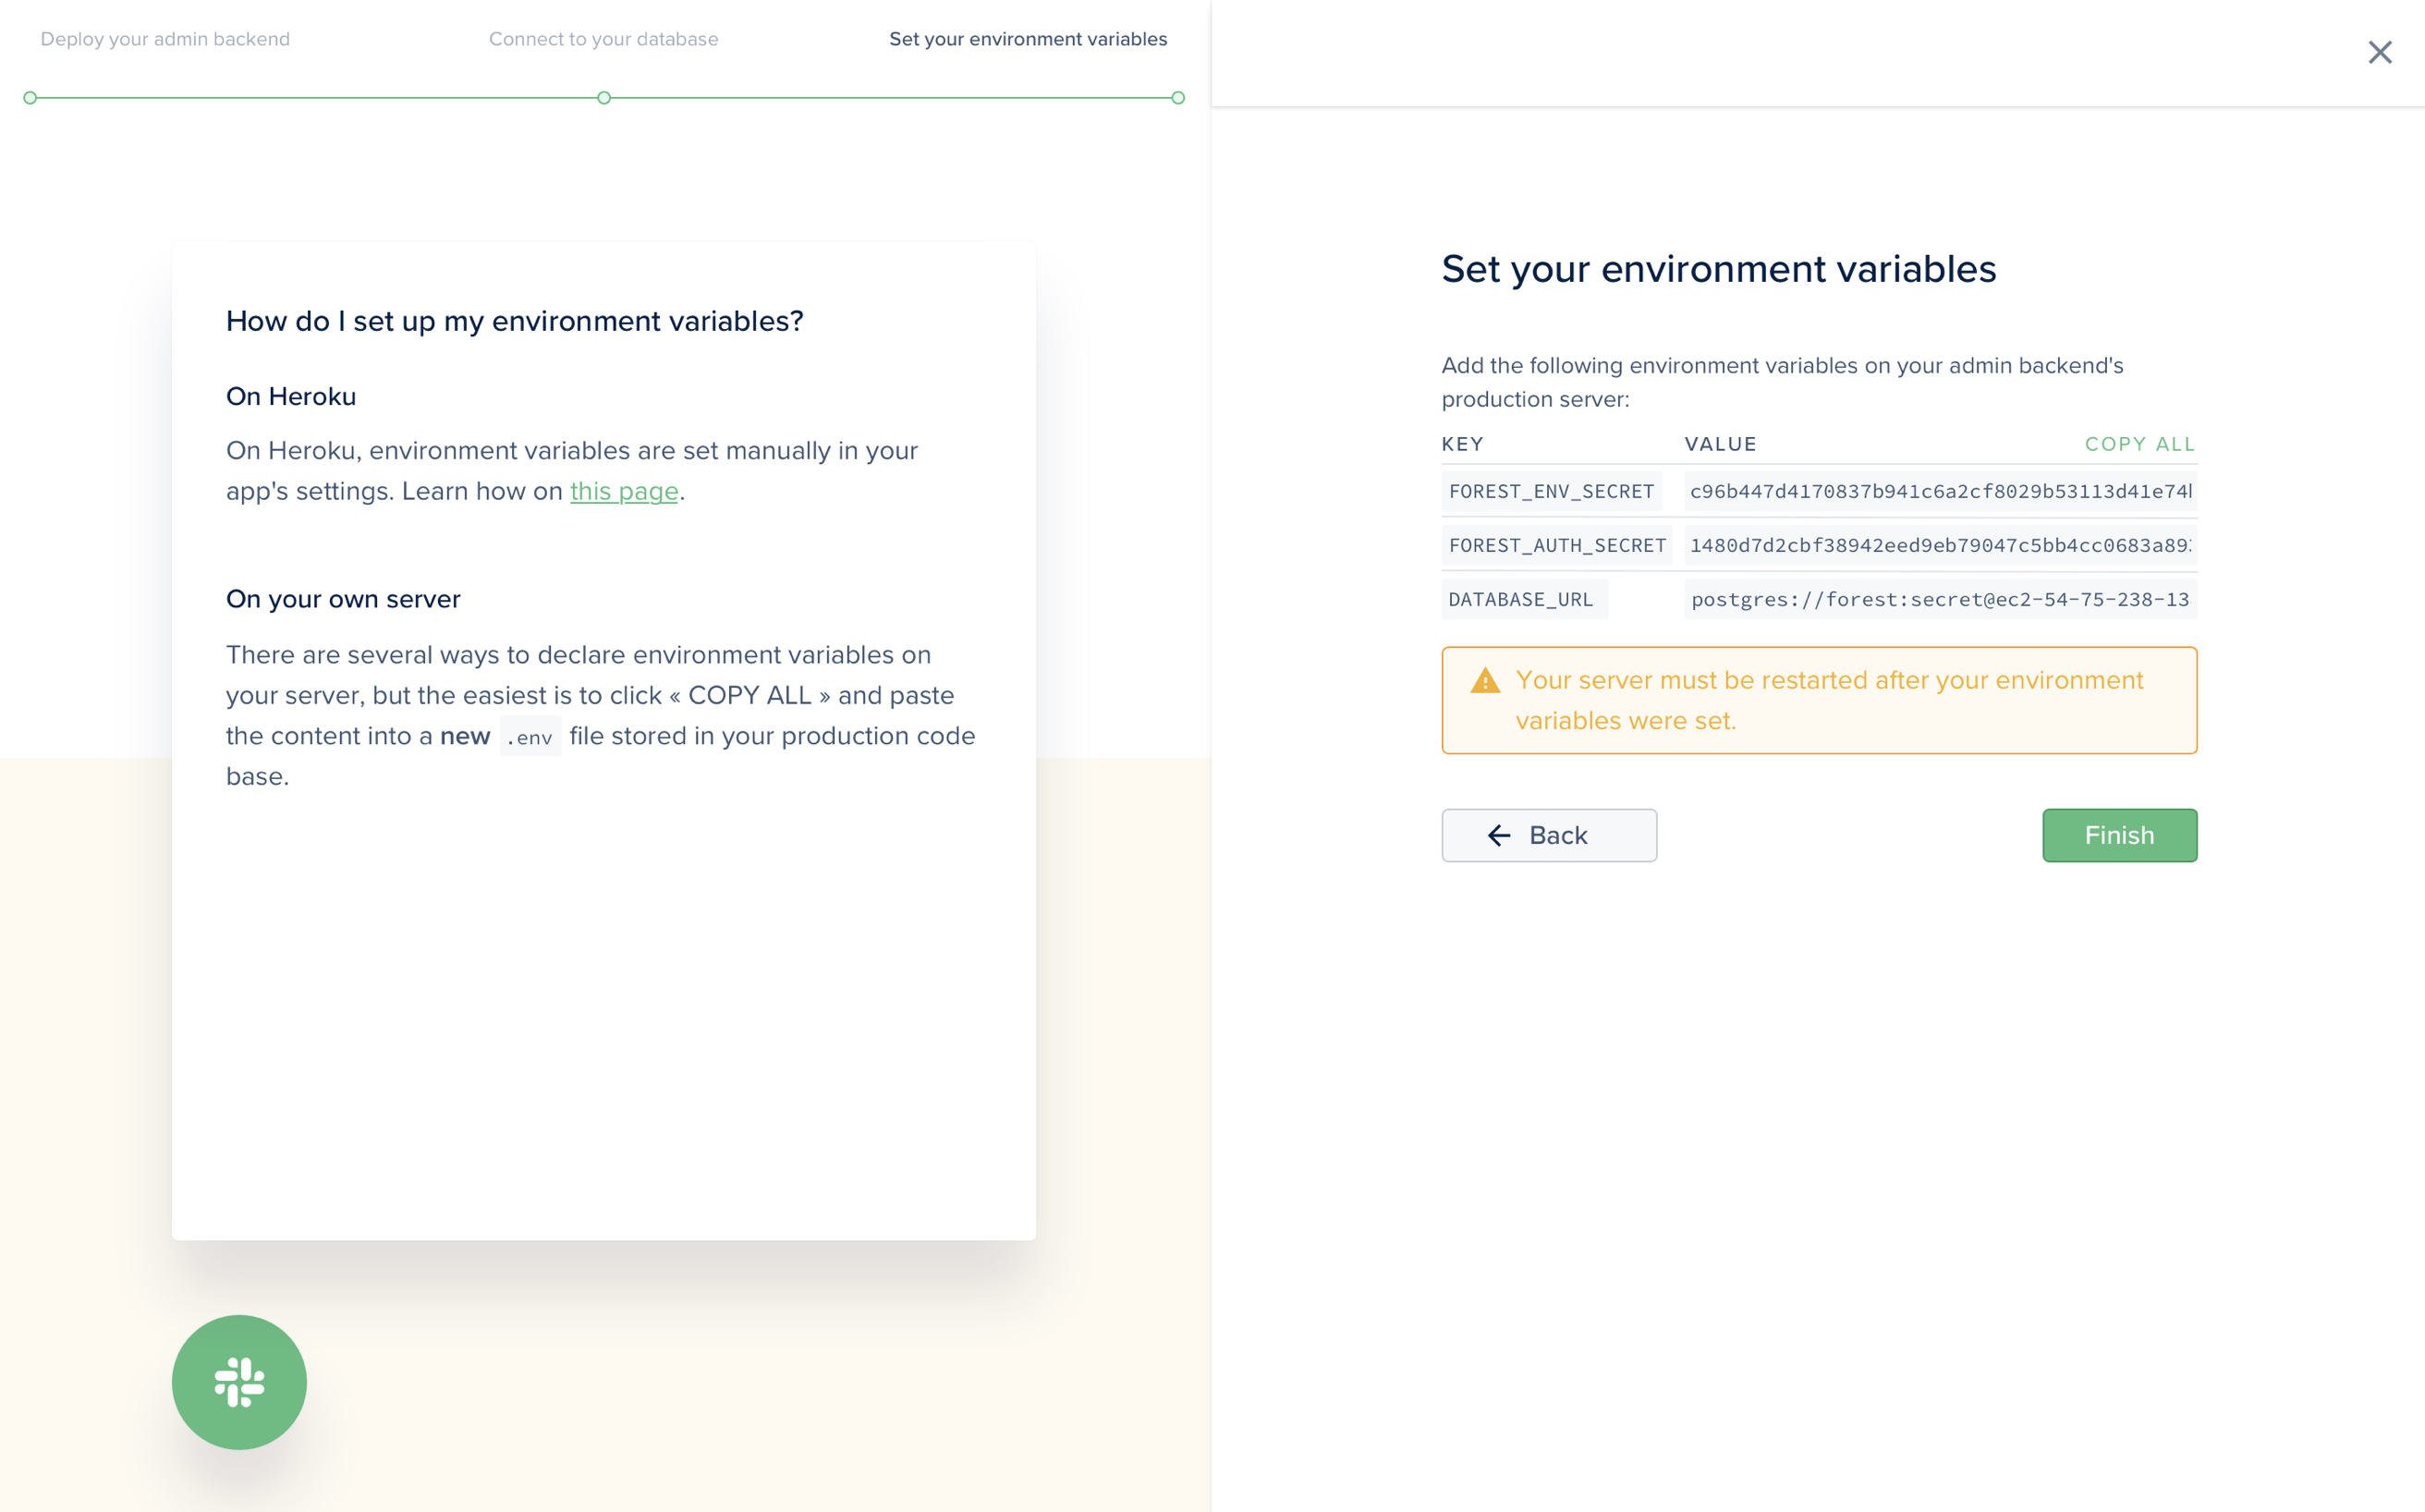 Deploy your admin backend
Connect to your database
Set your environment variables
How do I set up my environment variables?
On Heroku
On Heroku, environment variables are set manually in your
app's settings. Learn how on this page.
On your own server
There are several ways to declare environment variables on
your server, but the easiest is to click « COPY ALL » and paste
the content into a new .env file stored in your production code
base.
Set your environment variables
Add the following environment variables on your admin backend's
production server:
KEY VALUE COPY ALL
FOREST_ENV_SECRET c96b447d4170837b941c6a2cf8029b53113d41e74
FOREST_AUTH_SECRET 1480d7d2cbf38942eed9eb79047c5bb4cc0683a89
DATABASE_URL postgres://forest:secret@ec2-54-75-238-13
Your server must be restarted after your environment
variables were set.
Back
Finish